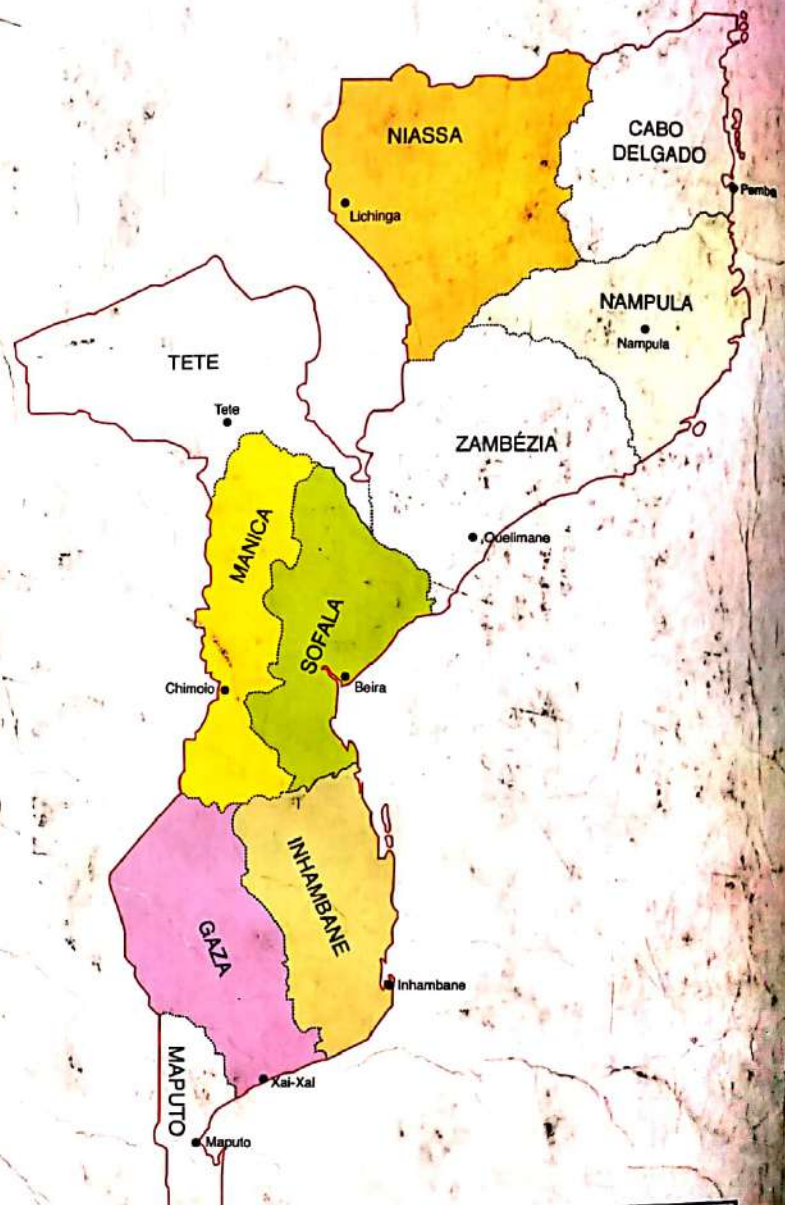 NIASSA
CABO
DELGADO
Pemba
Lichinga
NAMPULA
Nampula
TETE
Tete
ZAMBÉZIA
Quelimane
MANICA
SOFALA
Chimoio
Beira
INHAMBANE
GAZA
Inhambane
Xai-Xai
MAPUTO
Maputo